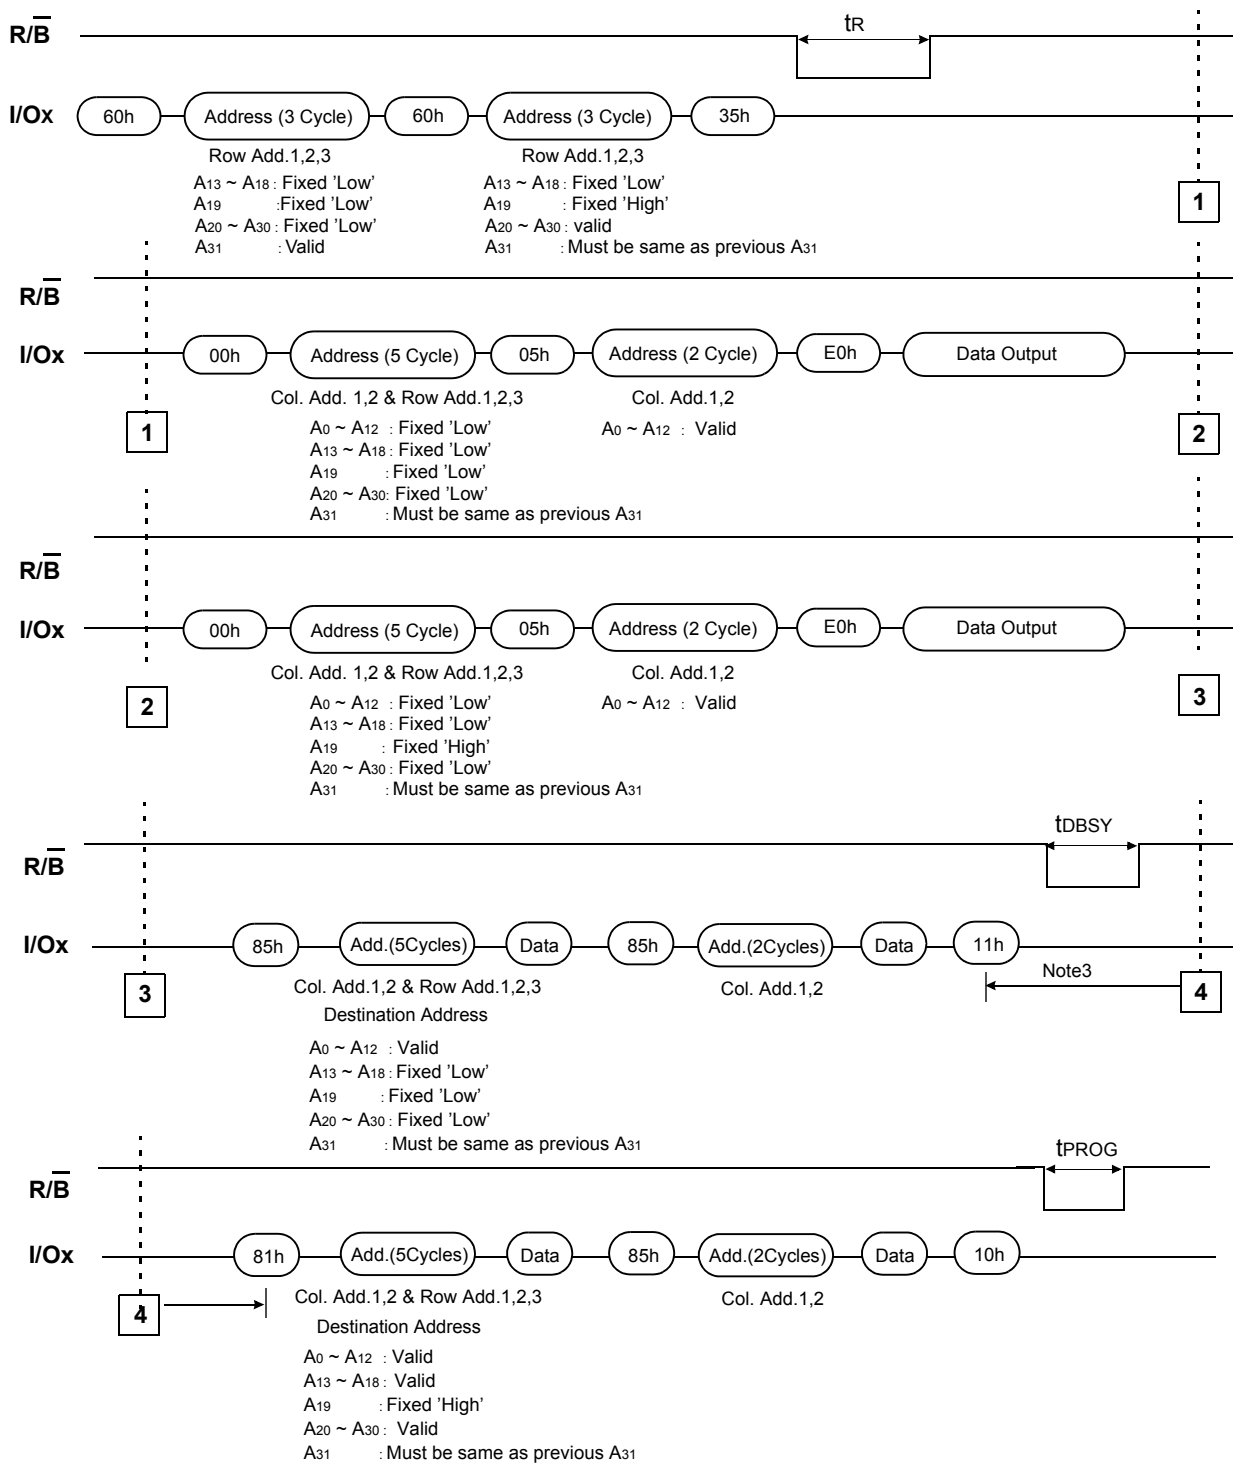 R/B tR
I/Ox 60h Address (3 Cycle) 60h Address (3 Cycle) 35h
Row Add.1,2,3 Row Add.1,2,3
A13 ~ A18 : Fixed 'Low' A13 ~ A18 : Fixed 'Low'
A19 :Fixed 'Low' A19 : Fixed 'High'
A20 ~ A30 : Fixed 'Low' A20 ~ A30 : valid
A31 : Valid A31 : Must be same as previous A31
1
R/B
I/Ox 00h Address (5 Cycle) 05h Address (2 Cycle) E0h Data Output
Col. Add. 1,2 & Row Add.1,2,3 Col. Add.1,2
1 A0 ~ A12 : Fixed 'Low' A0 ~ A12 : Valid 2
A13 ~ A18 : Fixed 'Low'
A19 : Fixed 'Low'
A20 ~ A30: Fixed 'Low'
A31 : Must be same as previous A31
R/B
I/Ox 00h Address (5 Cycle) 05h Address (2 Cycle) E0h Data Output
Col. Add. 1,2 & Row Add.1,2,3 Col. Add.1,2
2 A0 ~ A12 : Fixed 'Low' A0 ~ A12 : Valid 3
A13 ~ A18 : Fixed 'Low'
A19 : Fixed 'High'
A20 ~ A30 : Fixed 'Low'
A31 : Must be same as previous A31
R/B tDBSY
I/Ox 85h Add.(5Cycles) Data 85h Add.(2Cycles) Data 11h
Note3
3 Col. Add.1,2 & Row Add.1,2,3 Col. Add.1,2 4
Destination Address
A0 ~ A12 : Valid
A13 ~ A18 : Fixed 'Low'
A19 : Fixed 'Low'
A20 ~ A30 : Fixed 'Low'
A31 : Must be same as previous A31
R/B tPROG
I/Ox 81h Add.(5Cycles) Data 85h Add.(2Cycles) Data 10h
4 Col. Add.1,2 & Row Add.1,2,3 Col. Add.1,2
Destination Address
A0 ~ A12 : Valid
A13 ~ A18 : Valid
A19 : Fixed 'High'
A20 ~ A30 : Valid
A31 : Must be same as previous A31